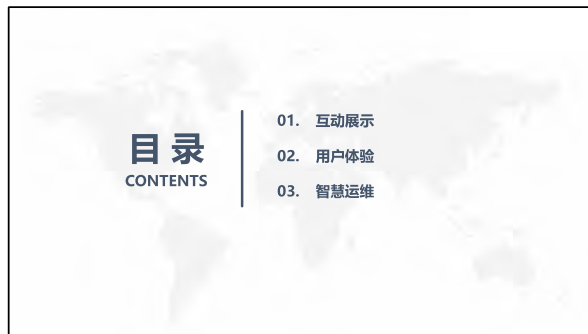 目 录
CONTENTS
01. 互动展示
02. 用户体验
03. 智慧运维